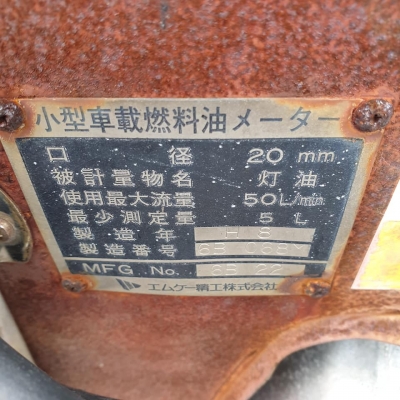 小型車載燃料油メーター
口 径 20 mm
被計量物名 灯油
使用最大流量 50L/min
最少測定量 5 L
製造年 H 8
製造番号
MFG No.
エムケー精工株式会社